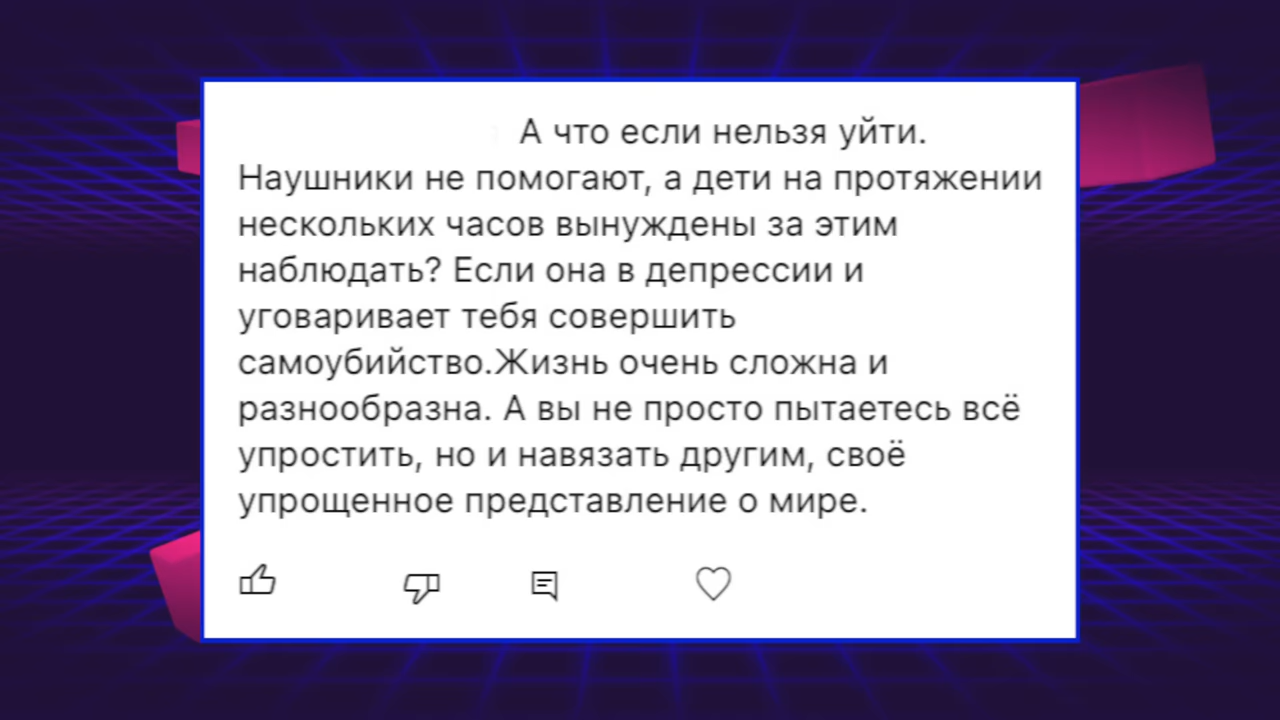 А что если нельзя уйти.
Наушники не помогают, а дети на протяжении
нескольких часов вынуждены за этим
наблюдать? Если она в депрессии и
уговаривает тебя совершить
самоубийство.Жизнь очень сложна и
разнообразна. А вы не просто пытаетесь всё
упростить, но и навязать другим, своё
упрощенное представление о мире.